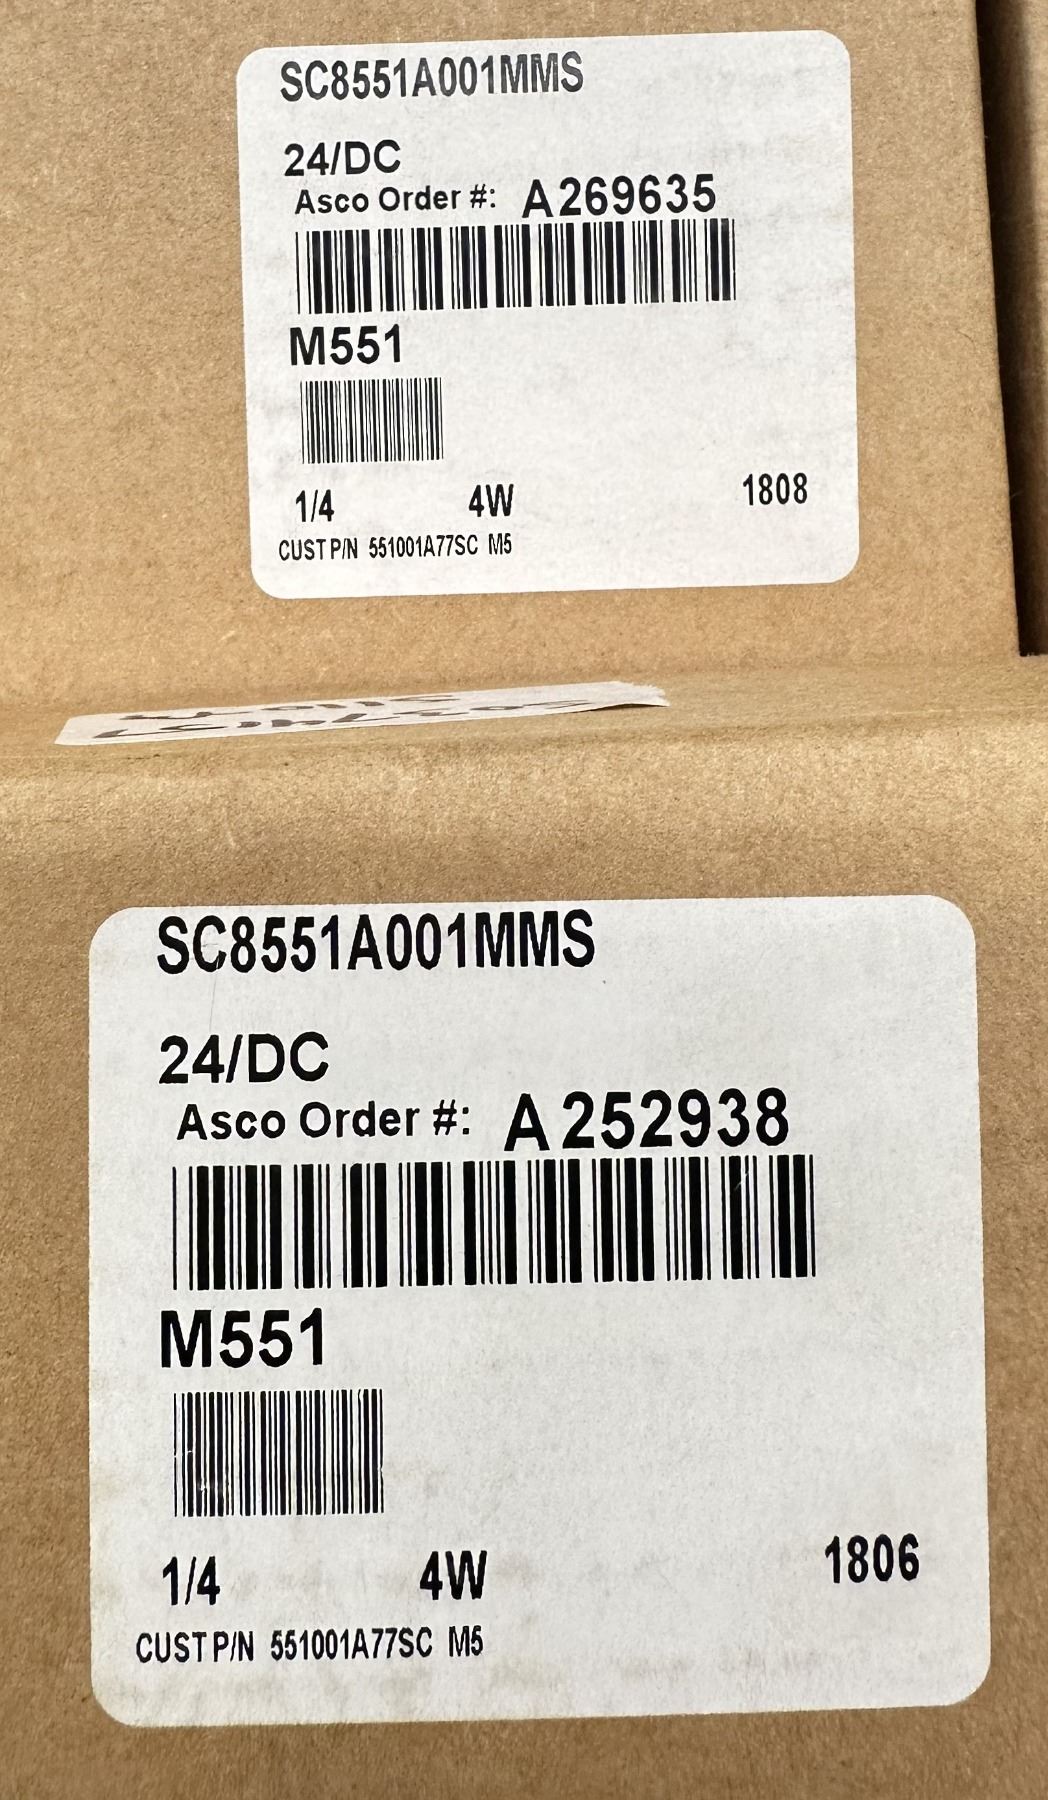 SC8551A001MMS
24/DC
Asco Order #: A269635
M551
1/4 4W 1808
CUST P/N 551001A77SC M5
SC8551A001MMS
24/DC
Asco Order #: A252938
M551
1/4 4W 1806
CUST P/N 551001A77SC M5